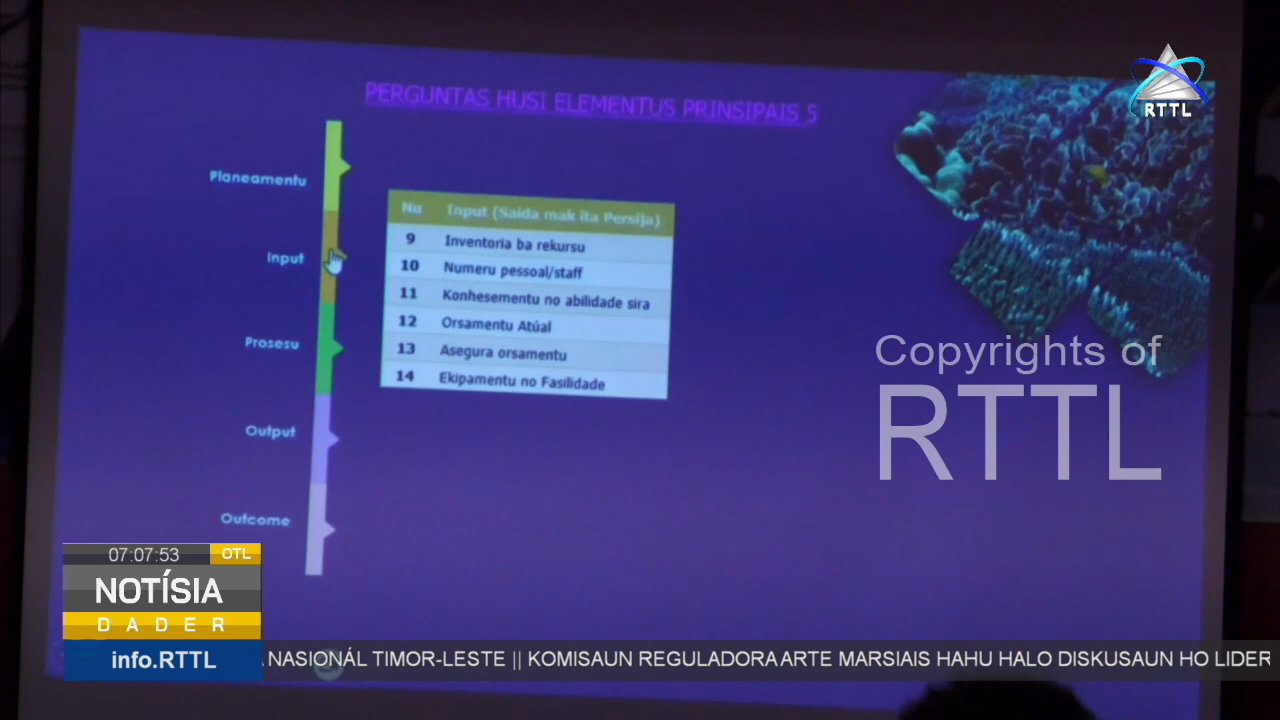 PERGUNTAS HUSI ELEMENTUS PRINSIPAIS 5
RTTL
Planeamentu
Input
Prosesu
Output
Outcome
Nu Input (Saida mak ita Persija)
9 Inventoria ba rekursu
10 Numeru pessoal/staff
11 Konhesementu no abilidade sira
12 Orsamentu Atúal
13 Asegura orsamentu
14 Ekipamentu no Fasilidade
Copyrights of
RTTL
07:07:53 OTL
NOTÍSIA
DADER
info.RTTL
NASIONÁL TIMOR-LESTE || KOMISAUN REGULADORA ARTE MARSIAIS HAHU HALO DISKUSAUN HO LIDER